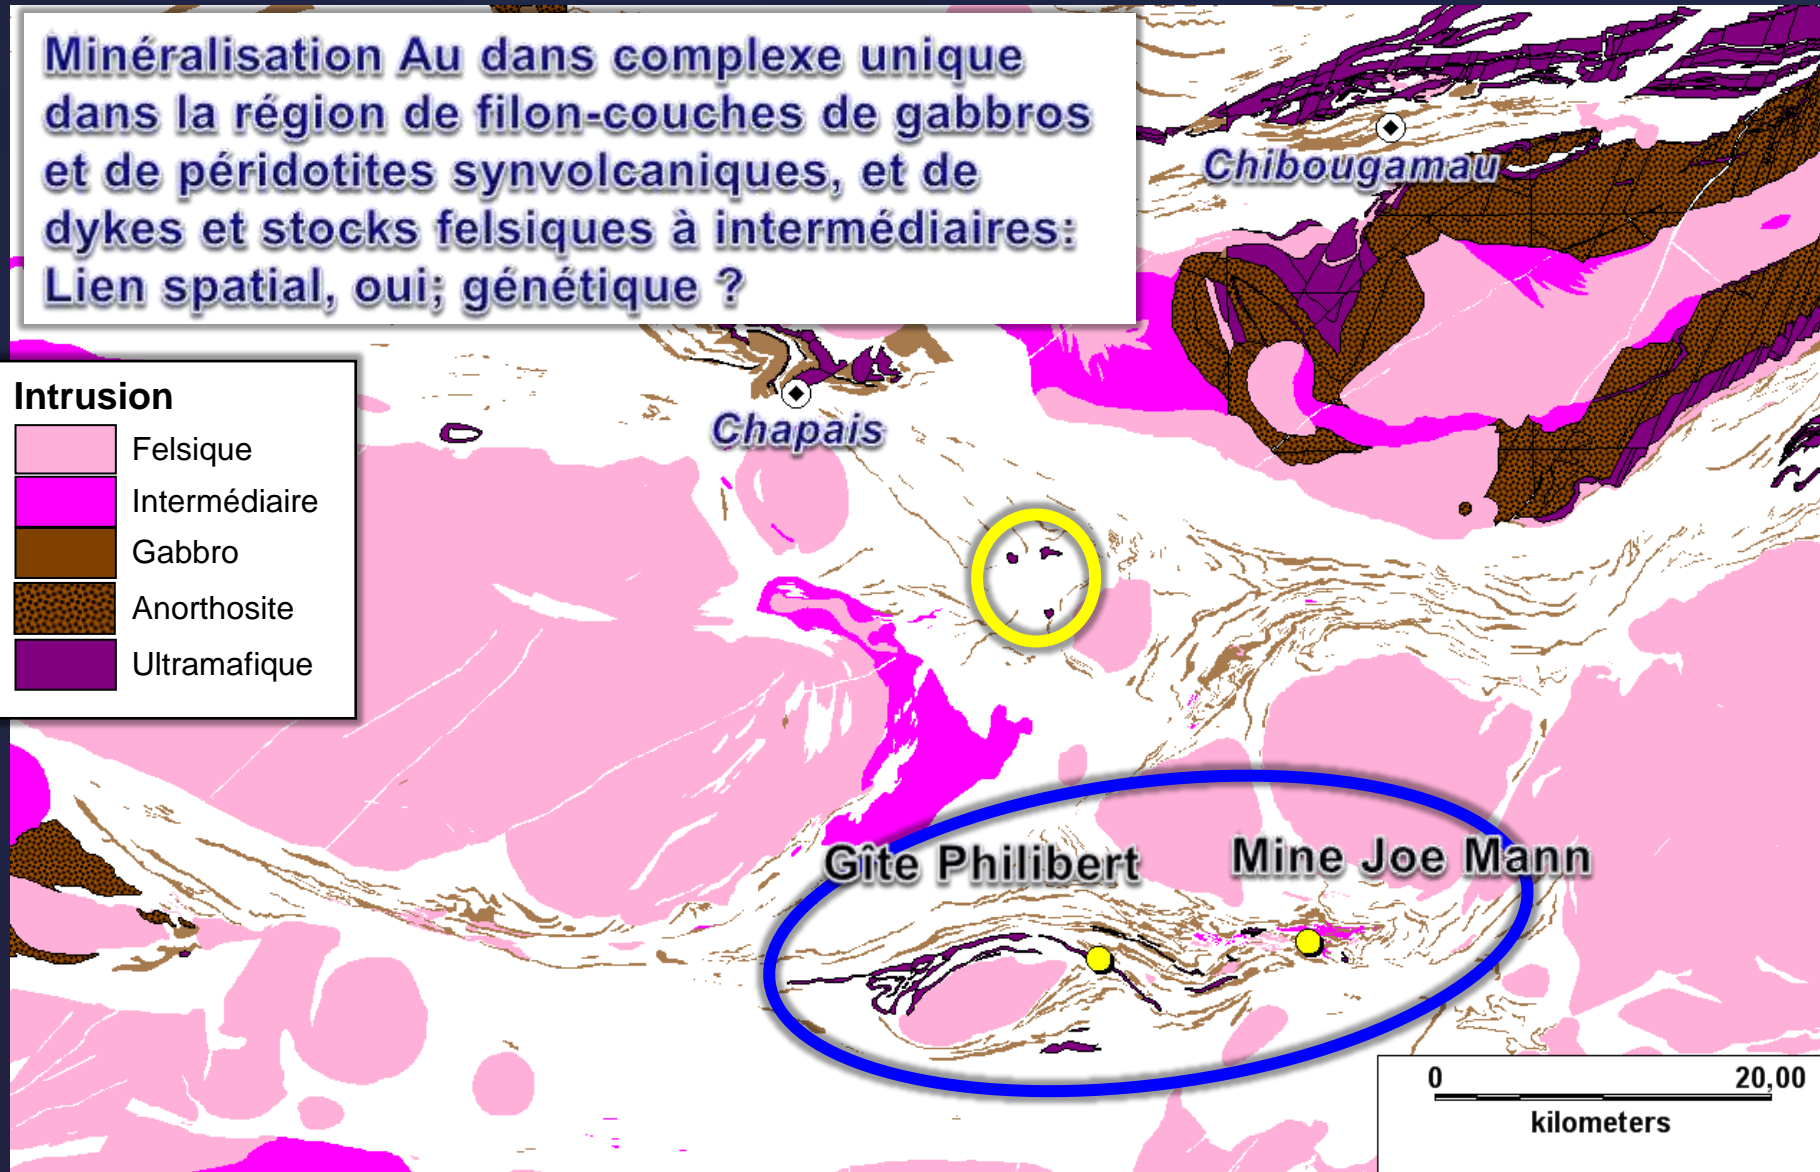 Minéralisation Au dans complexe unique
dans la région de filon-couches de gabbros
et de péridotites synvolcaniques, et de
dykes et stocks felsiques à intermédiaires:
Lien spatial, oui; génétique ?
Chibougamau
Intrusion
Felsique
Intermédiaire
Gabbro
Anorthosite
Ultramafique
Chapais
Gîte Philibert
Mine Joe Mann
0 20,00
kilometers